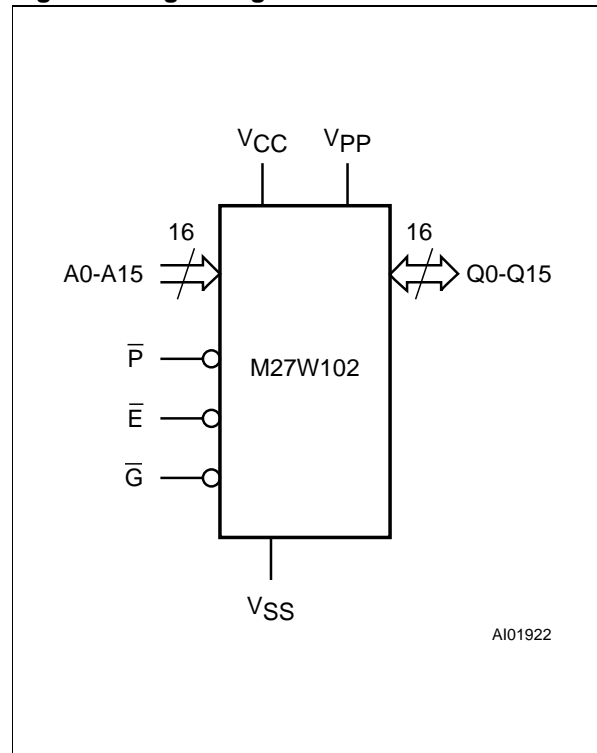 VCC VPP
16 16
A0-A15 Q0-Q15
P̅
M27W102
E̅
G̅
VSS
AI01922